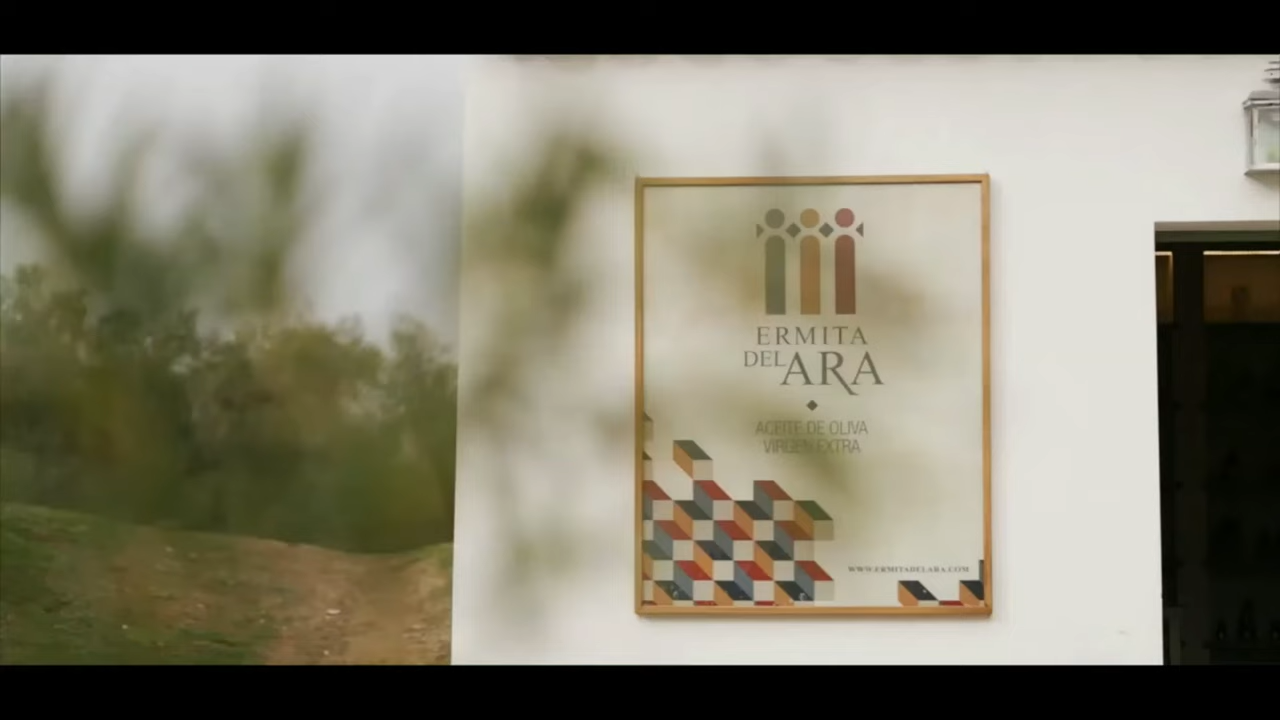 ERMITA
DEL ARA
ACEITE DE OLIVA
VIRGEN EXTRA
WWW.ERMITADELARA.COM